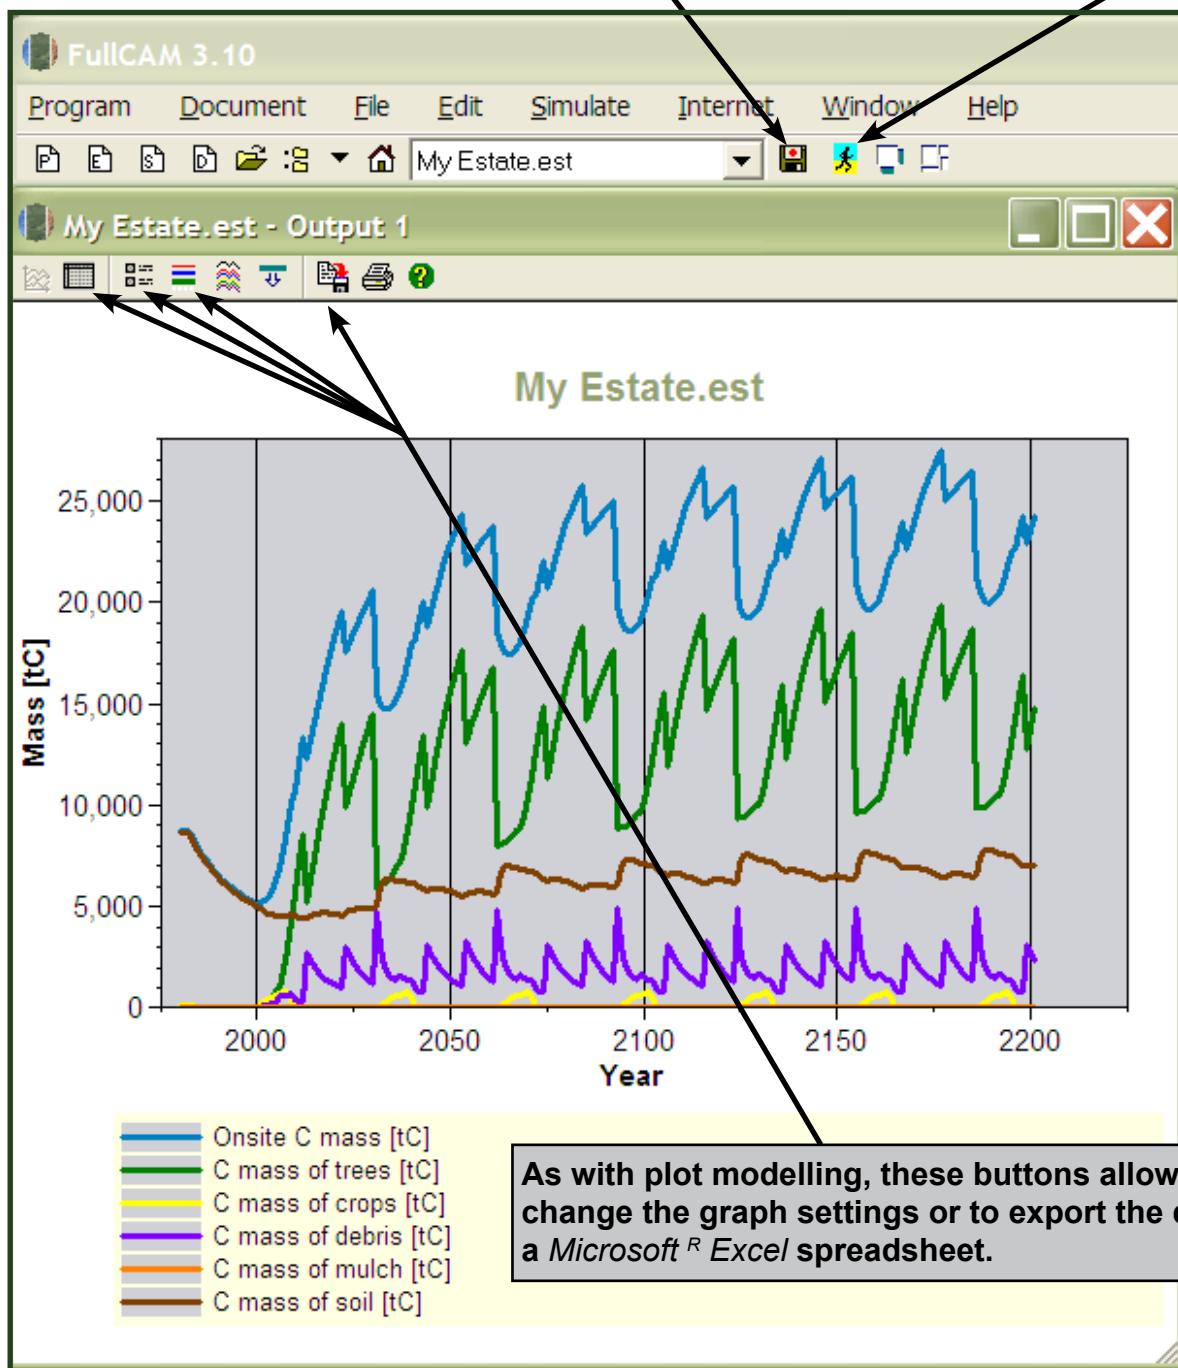 FullCAM 3.10
Program Document File Edit Simulate Internet Window Help
P E S D My Estate.est
My Estate.est - Output 1
My Estate.est
Mass [tC]
25,000
20,000
15,000
10,000
5,000
0
2000 2050 2100 2150 2200
Year
Onsite C mass [tC]
C mass of trees [tC]
C mass of crops [tC]
C mass of debris [tC]
C mass of mulch [tC]
C mass of soil [tC]
As with plot modelling, these buttons allow
change the graph settings or to export the
a Microsoft R Excel spreadsheet.